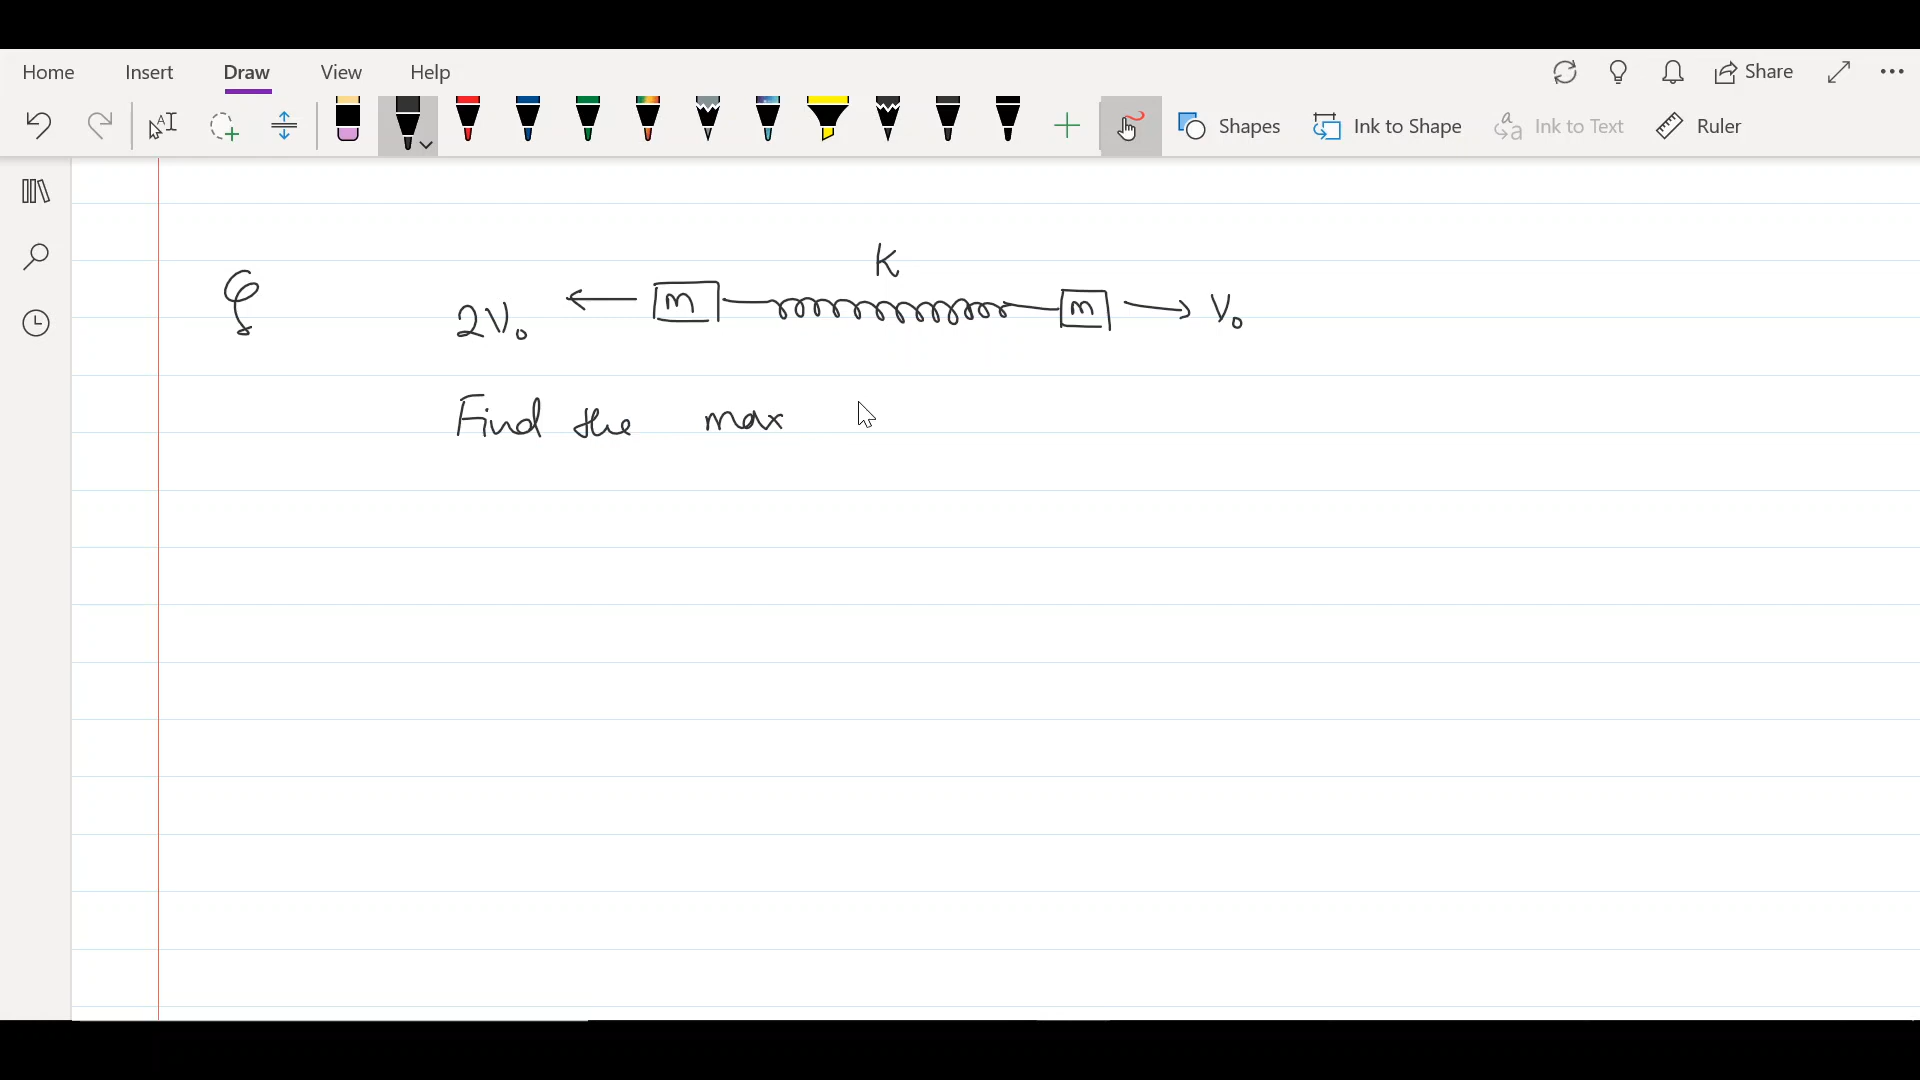 Home Insert Draw View Help Share
Shapes Ink to Shape Ink to Text Ruler
K
Q 2V₀ ← m m → V₀
Find the max